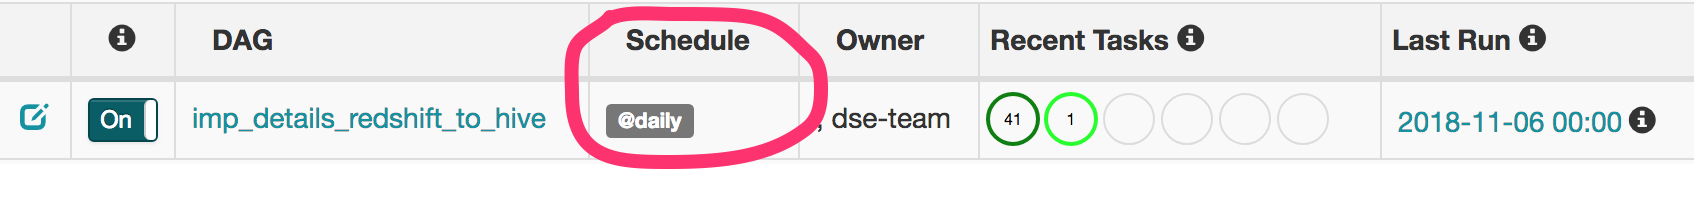 DAG Schedule Owner Recent Tasks Last Run
On imp_details_redshift_to_hive @daily , dse-team 41 1 2018-11-06 00:00